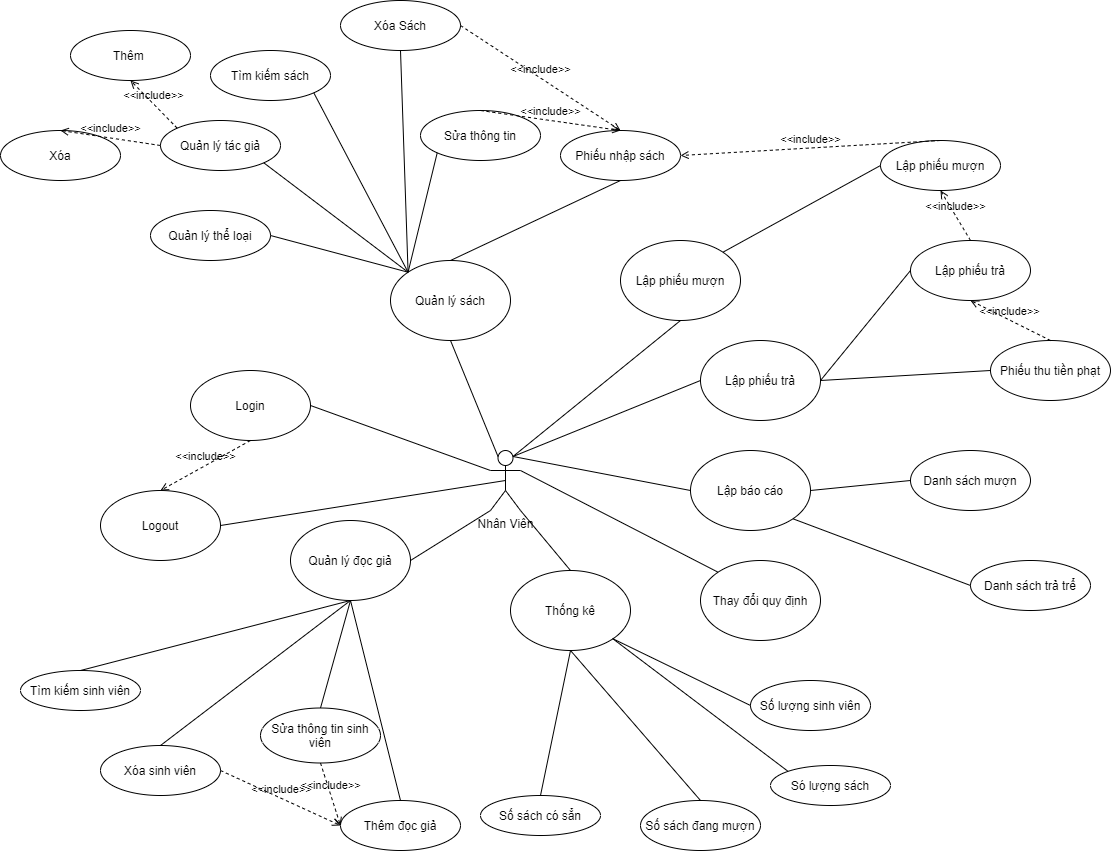 Xóa Sách
Thêm
Tìm kiếm sách
<<include>>
<<include>>
<<include>>
<<include>>
Sửa thông tin
Quản lý tác giả
Xóa
Phiếu nhập sách
<<include>>
Lập phiếu mượn
<<include>>
Quản lý thể loại
Lập phiếu trả
Lập phiếu mượn
Quản lý sách
<<include>>
Phiếu thu tiền phạt
Lập phiếu trả
Login
<<include>>
Danh sách mượn
Lập báo cáo
Logout
Nhân Viên
Quản lý đọc giả
Danh sách trả trể
Thay đổi quy định
Thống kê
Tìm kiếm sinh viên
Số lượng sinh viên
Sửa thông tin sinh
viên
Xóa sinh viên
<<include>>
<<include>>
Só lượng sách
Số sách có sẳn
Thêm đọc giả
Số sách đang mượn